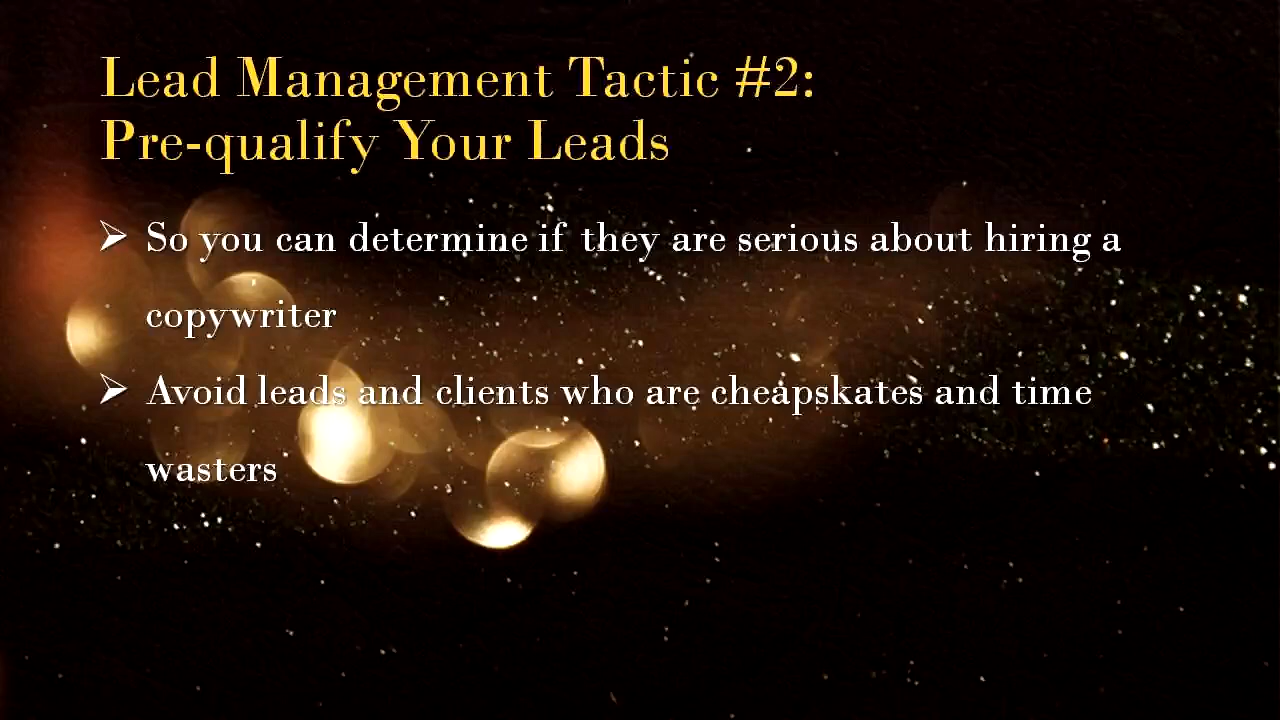 Lead Management Tactic #2:
Pre-qualify Your Leads
➢ So you can determine if they are serious about hiring a
copywriter
➢ Avoid leads and clients who are cheapskates and time
wasters